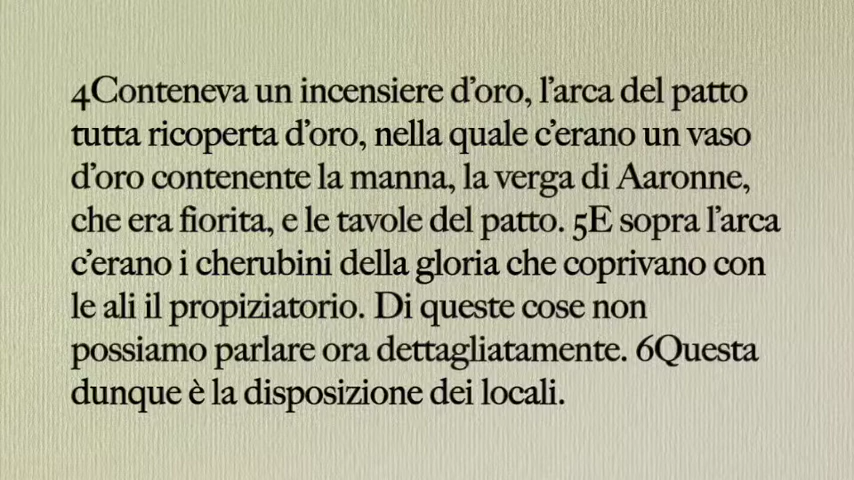 4Conteneva un incensiere d’oro, l’arca del patto
tutta ricoperta d’oro, nella quale c’erano un vaso
d’oro contenente la manna, la verga di Aaronne,
che era fiorita, e le tavole del patto. 5E sopra l’arca
c’erano i cherubini della gloria che coprivano con
le ali il propiziatorio. Di queste cose non
possiamo parlare ora dettagliatamente. 6Questa
dunque è la disposizione dei locali.